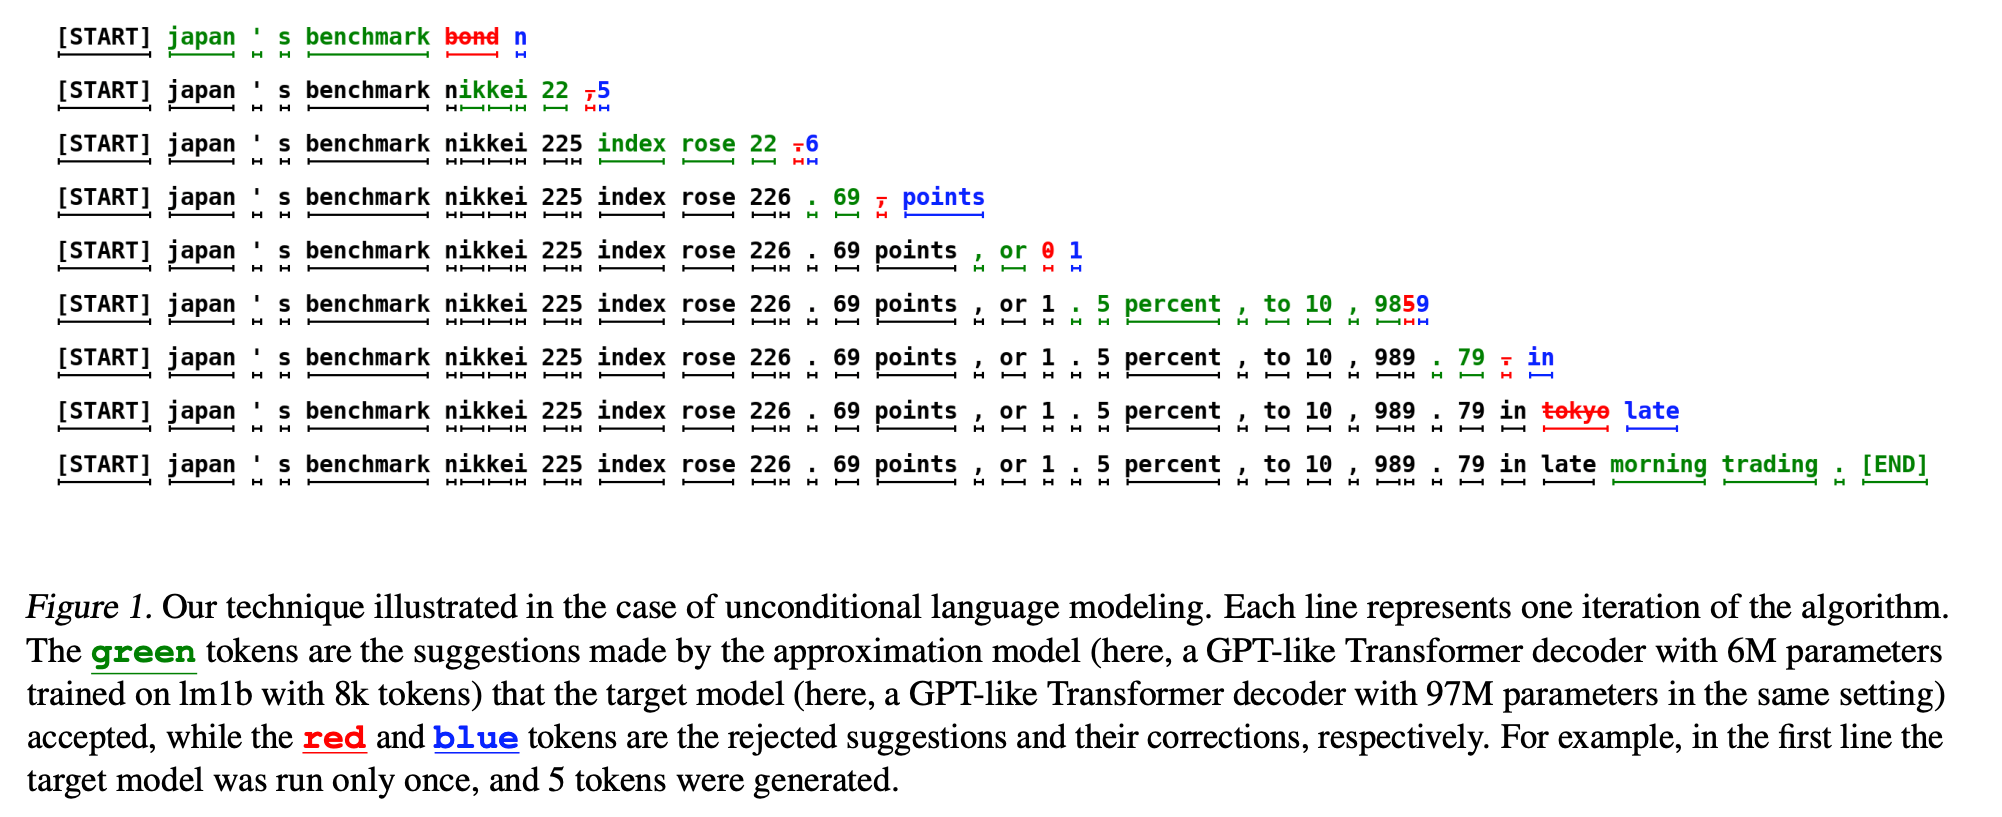 [START] japan ' s benchmark bond n
[START] japan ' s benchmark nikkei 22 ,5
[START] japan ' s benchmark nikkei 225 index rose 22 .6
[START] japan ' s benchmark nikkei 225 index rose 226 . 69 , points
[START] japan ' s benchmark nikkei 225 index rose 226 . 69 points , or 0 1
[START] japan ' s benchmark nikkei 225 index rose 226 . 69 points , or 1 . 5 percent , to 10 , 9859
[START] japan ' s benchmark nikkei 225 index rose 226 . 69 points , or 1 . 5 percent , to 10 , 989 . 79 . in
[START] japan ' s benchmark nikkei 225 index rose 226 . 69 points , or 1 . 5 percent , to 10 , 989 . 79 in tokyo late
[START] japan ' s benchmark nikkei 225 index rose 226 . 69 points , or 1 . 5 percent , to 10 , 989 . 79 in late morning trading . [END]
Figure 1. Our technique illustrated in the case of unconditional language modeling. Each line represents one iteration of the algorithm.
The green tokens are the suggestions made by the approximation model (here, a GPT-like Transformer decoder with 6M parameters
trained on lm1b with 8k tokens) that the target model (here, a GPT-like Transformer decoder with 97M parameters in the same setting)
accepted, while the red and blue tokens are the rejected suggestions and their corrections, respectively. For example, in the first line the
target model was run only once, and 5 tokens were generated.